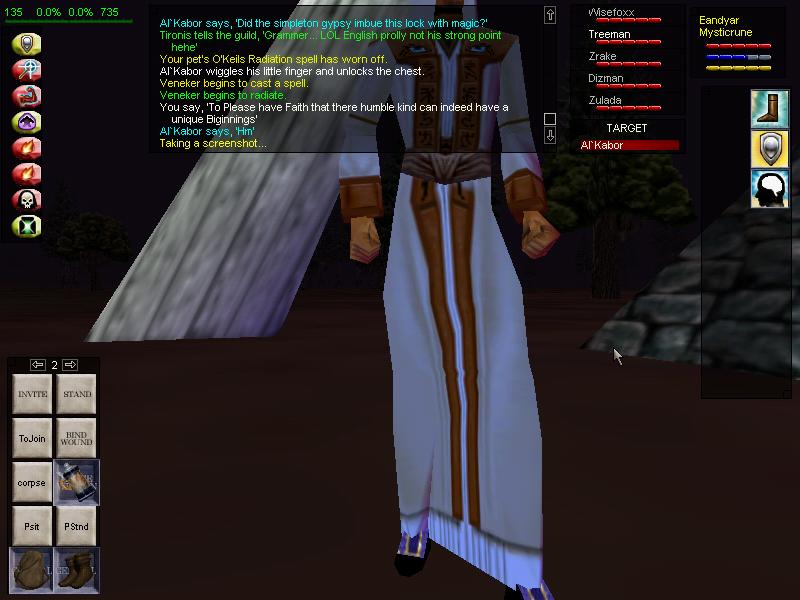 135 0.0% 0.0% 735
Al`Kabor says, 'Did the simpleton gypsy imbue this lock with magic?'
Tironis tells the guild, 'Grammer... LOL English prolly not his strong point
hehe'
Your pet's O'Keils Radiation spell has worn off.
Al`Kabor wiggles his little finger and unlocks the chest.
Veneker begins to cast a spell.
Veneker begins to radiate.
You say, 'To Please have Faith that there humble kind can indeed have a
unique Biginnings'
Al`Kabor says, 'Hm'
Taking a screenshot...
Wisefoxx
Treeman
Zrake
Dizman
Zulada
TARGET
Al`Kabor
Eandyar
Mysticrune
2
INVITE STAND
ToJoin BIND
WOUND
corpse
Psit PStnd